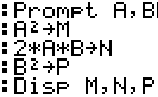 :Prompt A,B
:A²→M
:2*A*B→N
:B²→P
:Disp M,N,P